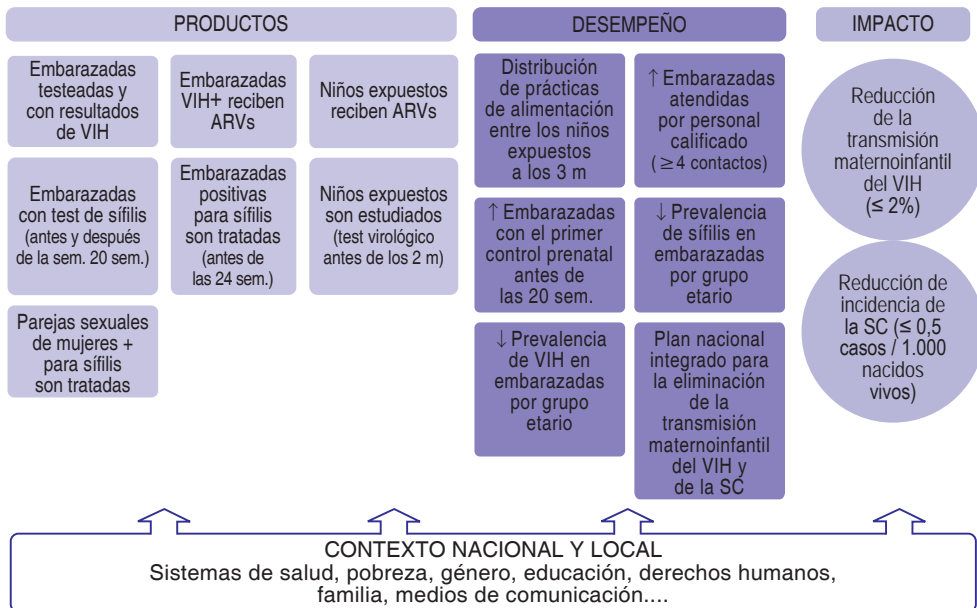 PRODUCTOS
Embarazadas
testeadas y
con resultados
de VIH
Embarazadas
VIH+ reciben
ARVs
Niños expuestos
reciben ARVs
Embarazadas
con test de sífilis
(antes y después
de la sem. 20 sem.)
Embarazadas
positivas
para sífilis
son tratadas
(antes de
las 24 sem.)
Niños expuestos
son estudiados
(test virológico
antes de los 2 m)
Parejas sexuales
de mujeres +
para sífilis
son tratadas
DESEMPEÑO
Distribución
de prácticas
de alimentación
entre los niños
expuestos
a los 3 m
↑ Embarazadas
atendidas
por personal
calificado
(≥4 contactos)
↑ Embarazadas
con el primer
control prenatal
antes de
las 20 sem.
↓ Prevalencia
de sífilis en
embarazadas
por grupo
etario
↓ Prevalencia
de VIH en
embarazadas
por grupo
etario
Plan nacional
integrado para
la eliminación
de la
transmisión
maternoinfantil
del VIH y
de la SC
IMPACTO
Reducción
de la
transmisión
maternoinfantil
del VIH
(≤ 2%)
Reducción de
incidencia de
la SC (≤ 0,5
casos / 1.000
nacidos
vivos)
CONTEXTO NACIONAL Y LOCAL
Sistemas de salud, pobreza, género, educación, derechos humanos,
familia, medios de comunicación....